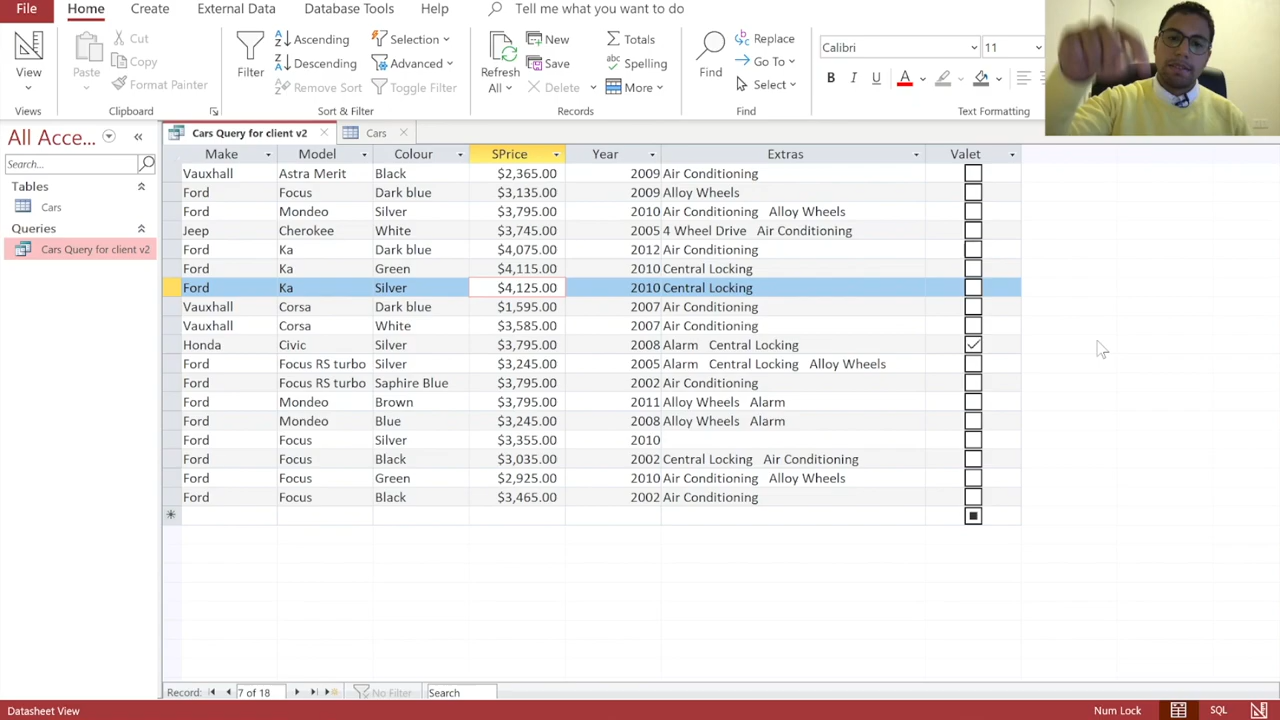 File Home Create External Data Database Tools Help Tell me what you want to do
View Paste Cut Copy Format Painter Filter Ascending Descending Remove Sort Selection Advanced Toggle Filter Refresh All New Save Delete Totals Spelling More Find Replace Go To Select Calibri 11 B I U A
Views Clipboard Sort & Filter Records Find Text Formatting
All Acce...
Search...
Tables
Cars
Queries
Cars Query for client v2
Cars Query for client v2 Cars
Make Model Colour SPrice Year Extras Valet
Vauxhall Astra Merit Black $2,365.00 2009 Air Conditioning
Ford Focus Dark blue $3,135.00 2009 Alloy Wheels
Ford Mondeo Silver $3,795.00 2010 Air Conditioning Alloy Wheels
Jeep Cherokee White $3,745.00 2005 4 Wheel Drive Air Conditioning
Ford Ka Dark blue $4,075.00 2012 Air Conditioning
Ford Ka Green $4,115.00 2010 Central Locking
Ford Ka Silver $4,125.00 2010 Central Locking
Vauxhall Corsa Dark blue $1,595.00 2007 Air Conditioning
Vauxhall Corsa White $3,585.00 2007 Air Conditioning
Honda Civic Silver $3,795.00 2008 Alarm Central Locking
Ford Focus RS turbo Silver $3,245.00 2005 Alarm Central Locking Alloy Wheels
Ford Focus RS turbo Saphire Blue $3,795.00 2002 Air Conditioning
Ford Mondeo Brown $3,795.00 2011 Alloy Wheels Alarm
Ford Mondeo Blue $3,245.00 2008 Alloy Wheels Alarm
Ford Focus Silver $3,355.00 2010
Ford Focus Black $3,035.00 2002 Central Locking Air Conditioning
Ford Focus Green $2,925.00 2010 Air Conditioning Alloy Wheels
Ford Focus Black $3,465.00 2002 Air Conditioning
Record: 7 of 18 No Filter Search
Datasheet View Num Lock SQL